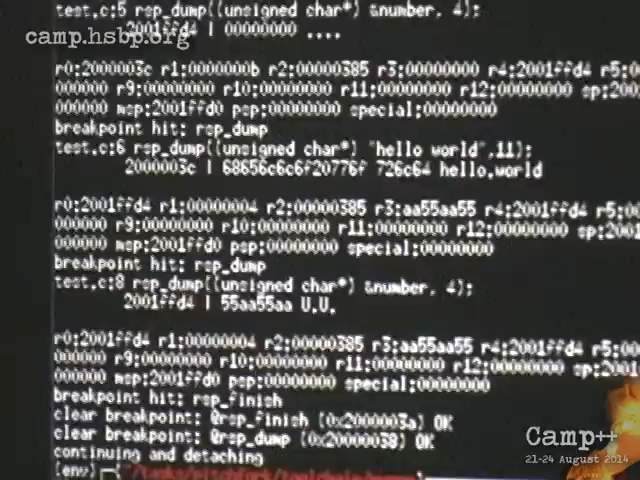 test.c:5 rsp_dump((unsigned char*) &number, 4);
2001ffd4 | 00000000 ....
camp.hsbp.org
r0:2000003c r1:0000000b r2:00000385 r3:00000000 r4:2001ffd4 r5:0
000000 r9:00000000 r10:00000000 r11:00000000 r12:00000000 sp:200
000000 msp:2001ffd0 psp:00000000 special:00000000
breakpoint hit: rsp_dump
test.c:6 rsp_dump((unsigned char*) "hello world",11);
2000003c | 68656c6c6f20776f 726c64 hello.world
r0:2001ffd4 r1:00000004 r2:00000385 r3:aa55aa55 r4:2001ffd4 r5:0
000000 r9:00000000 r10:00000000 r11:00000000 r12:00000000 sp:2001
000000 msp:2001ffd0 psp:00000000 special:00000000
breakpoint hit: rsp_dump
test.c:8 rsp_dump((unsigned char*) &number, 4);
2001ffd4 | 55aa55aa U.U.
r0:2001ffd4 r1:00000004 r2:00000385 r3:aa55aa55 r4:2001ffd4 r5:00
000000 r9:00000000 r10:00000000 r11:00000000 r12:00000000 sp:2001
000000 msp:2001ffd0 psp:00000000 special:00000000
breakpoint hit: rsp_finish
clear breakpoint: @rsp_finish (0x2000003a) OK
clear breakpoint: @rsp_dump (0x20000038) OK
continuing and detaching
(env)
Camp++
21-24 August 2014